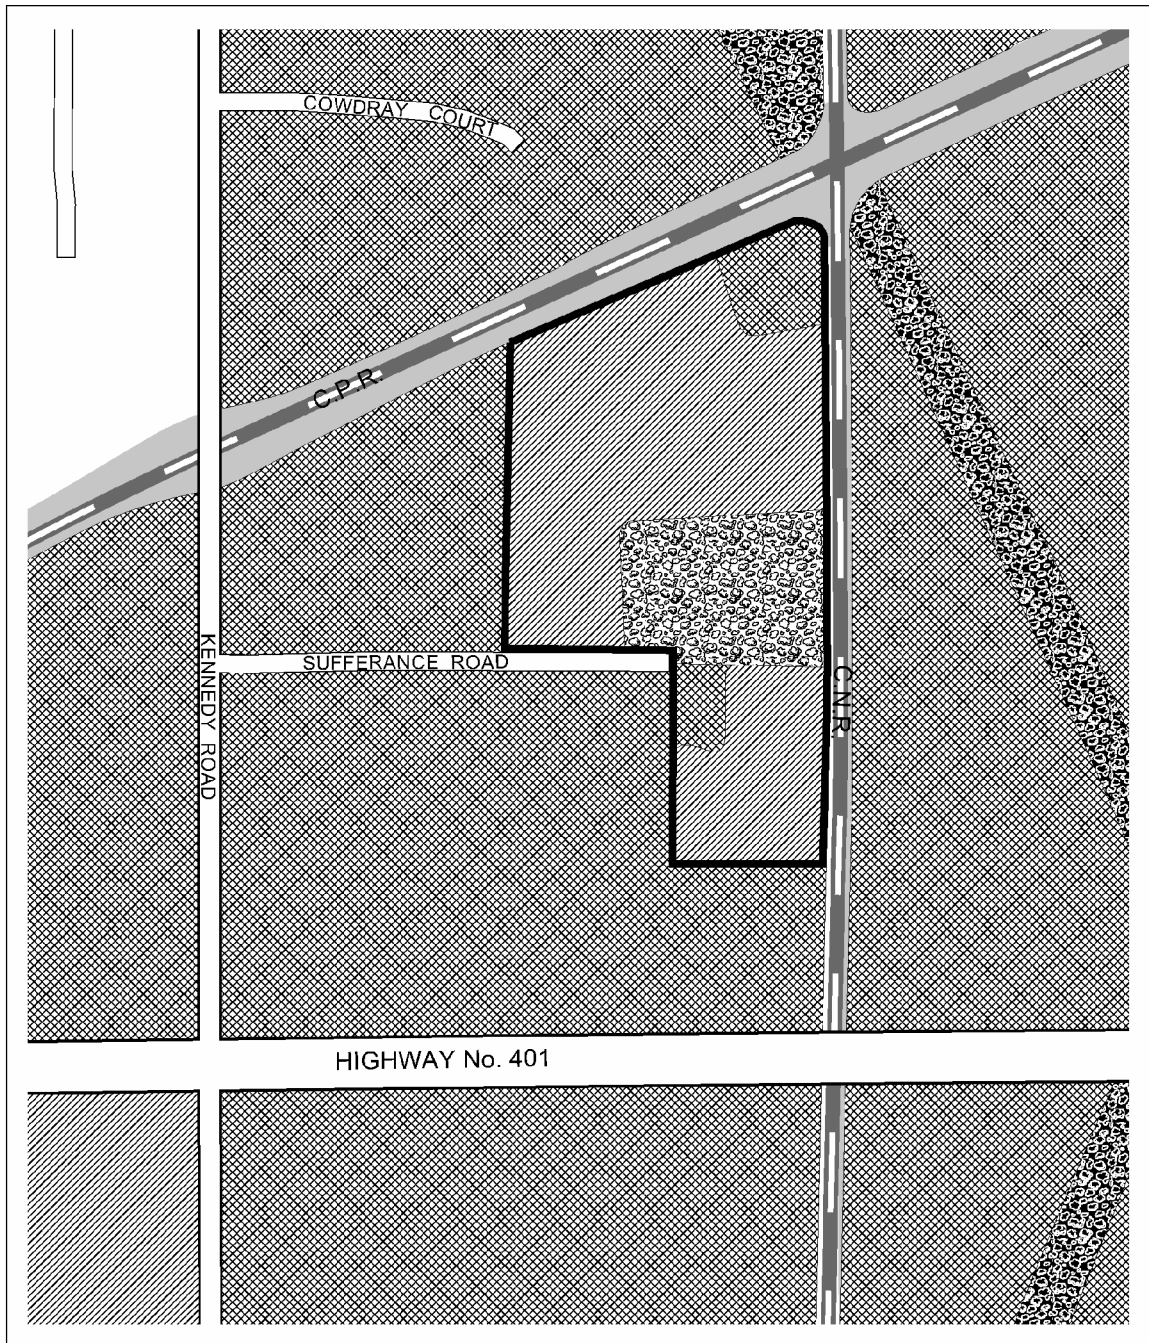 COWDRAY COURT
C.P.R.
KENNEDY ROAD
SUFFERANCE ROAD
C.N.R.
HIGHWAY No. 401